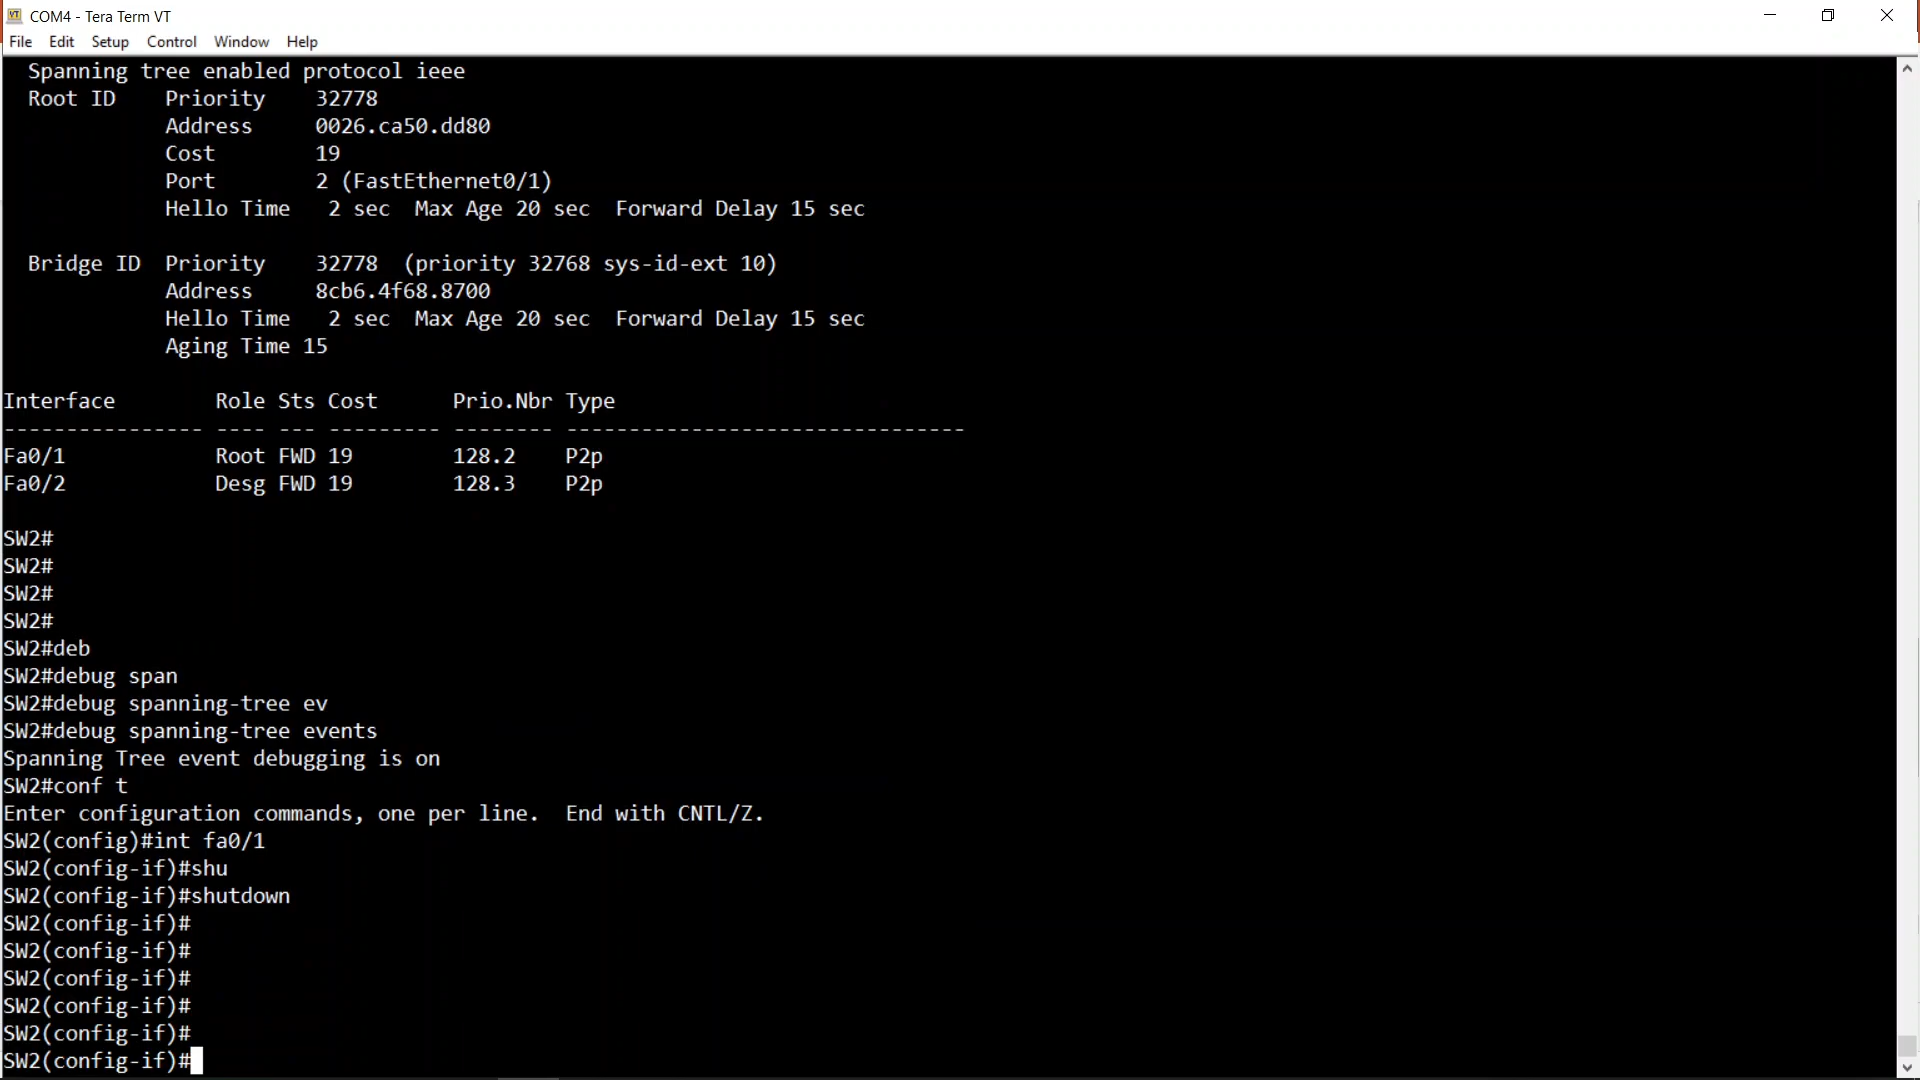 COM4 - Tera Term VT
File Edit Setup Control Window Help
Spanning tree enabled protocol ieee
Root ID Priority 32778
Address 0026.ca50.dd80
Cost 19
Port 2 (FastEthernet0/1)
Hello Time 2 sec Max Age 20 sec Forward Delay 15 sec
Bridge ID Priority 32778 (priority 32768 sys-id-ext 10)
Address 8cb6.4f68.8700
Hello Time 2 sec Max Age 20 sec Forward Delay 15 sec
Aging Time 15
Interface Role Sts Cost Prio.Nbr Type
---------------- ---- --- --------- -------- --------------------------------
Fa0/1 Root FWD 19 128.2 P2p
Fa0/2 Desg FWD 19 128.3 P2p
SW2#
SW2#
SW2#
SW2#
SW2#deb
SW2#debug span
SW2#debug spanning-tree ev
SW2#debug spanning-tree events
Spanning Tree event debugging is on
SW2#conf t
Enter configuration commands, one per line. End with CNTL/Z.
SW2(config)#int fa0/1
SW2(config-if)#shu
SW2(config-if)#shutdown
SW2(config-if)#
SW2(config-if)#
SW2(config-if)#
SW2(config-if)#
SW2(config-if)#
SW2(config-if)#